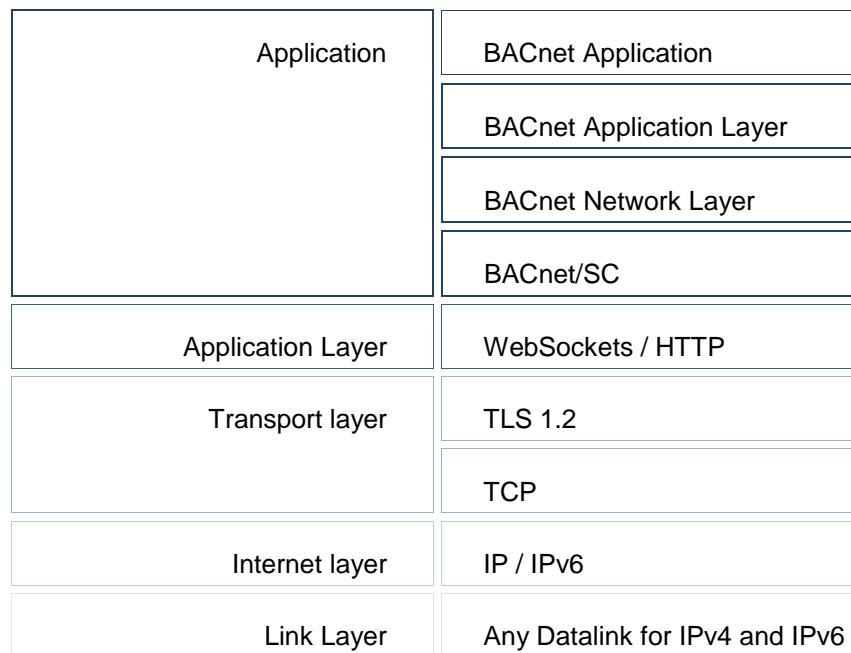 Application
BACnet Application
BACnet Application Layer
BACnet Network Layer
BACnet/SC
Application Layer
WebSockets / HTTP
Transport layer
TLS 1.2
TCP
Internet layer
IP / IPv6
Link Layer
Any Datalink for IPv4 and IPv6